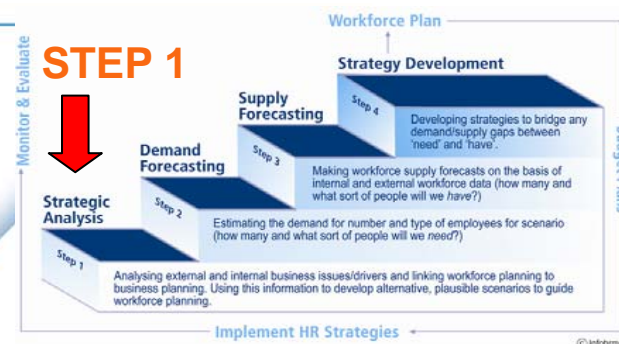 Workforce Plan
Monitor & Evaluate
STEP 1
Strategy Development
Step 4
Developing strategies to bridge any
demand/supply gaps between
'need' and 'have'.
Supply
Forecasting
Step 3
Making workforce supply forecasts on the basis of
internal and external workforce data (how many and
what sort of people will we have?)
Demand
Forecasting
Step 2
Estimating the demand for number and type of employees for scenario
(how many and what sort of people will we need?)
Strategic
Analysis
Step 1
Analysing external and internal business issues/drivers and linking workforce planning to
business planning. Using this information to develop alternative, plausible scenarios to guide
workforce planning.
Implement HR Strategies